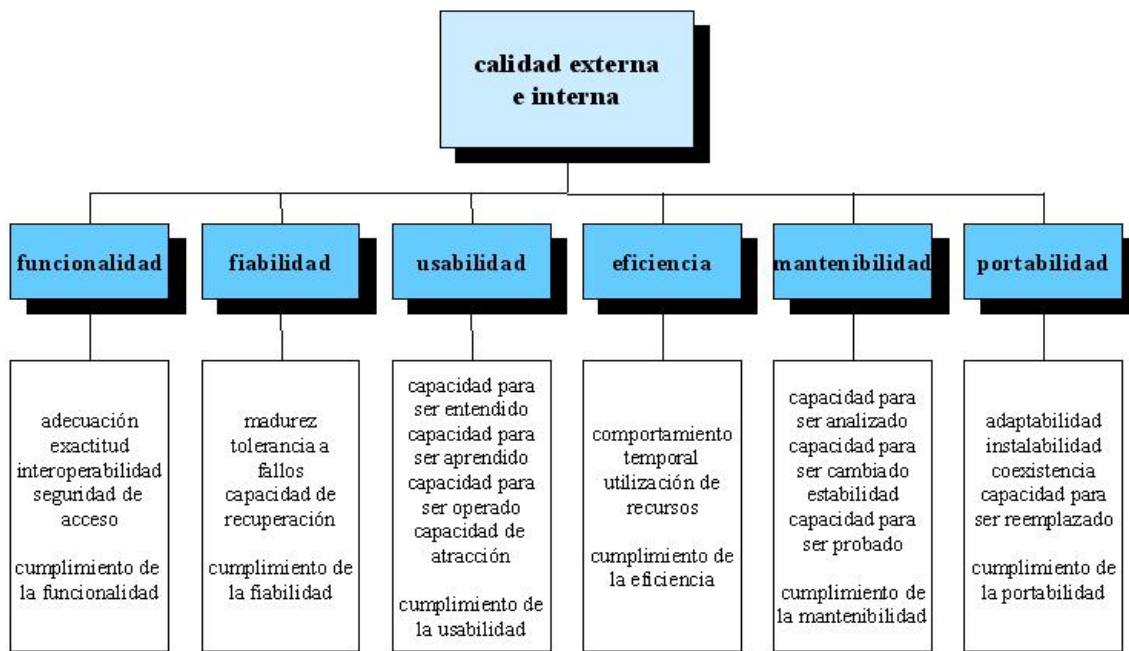 calidad externa
e interna
funcionalidad
fiabilidad
usabilidad
eficiencia
mantenibilidad
portabilidad
adecuación
exactitud
interoperabilidad
seguridad de
acceso
cumplimiento de
la funcionalidad
madurez
tolerancia a
fallos
capacidad de
recuperación
cumplimiento de
la fiabilidad
capacidad para
ser entendido
capacidad para
ser aprendido
capacidad para
ser operado
capacidad de
atracción
cumplimiento de
la usabilidad
comportamiento
temporal
utilización de
recursos
cumplimiento de
la eficiencia
capacidad para
ser analizado
capacidad para
ser cambiado
estabilidad
capacidad para
ser probado
cumplimiento de
la mantenibilidad
adaptabilidad
instalabilidad
coexistencia
capacidad para
ser reemplazado
cumplimiento de
la portabilidad